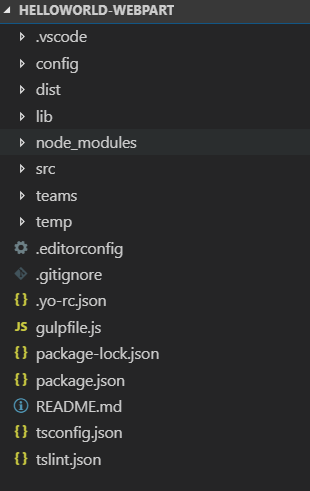 HELLOWORLD-WEBPART
.vscode
config
dist
lib
node_modules
src
teams
temp
.editorconfig
.gitignore
{ } .yo-rc.json
JS gulpfile.js
{ } package-lock.json
{ } package.json
README.md
{ } tsconfig.json
{ } tslint.json